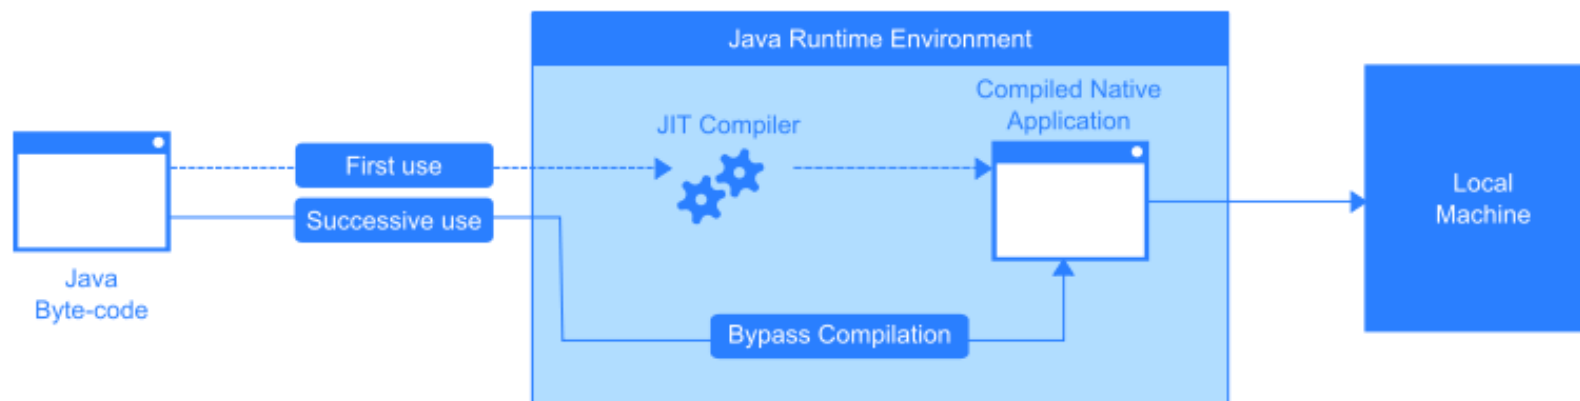 Java Runtime Environment
Compiled Native
Application
JIT Compiler
First use
Successive use
Java
Byte-code
Bypass Compilation
Local
Machine